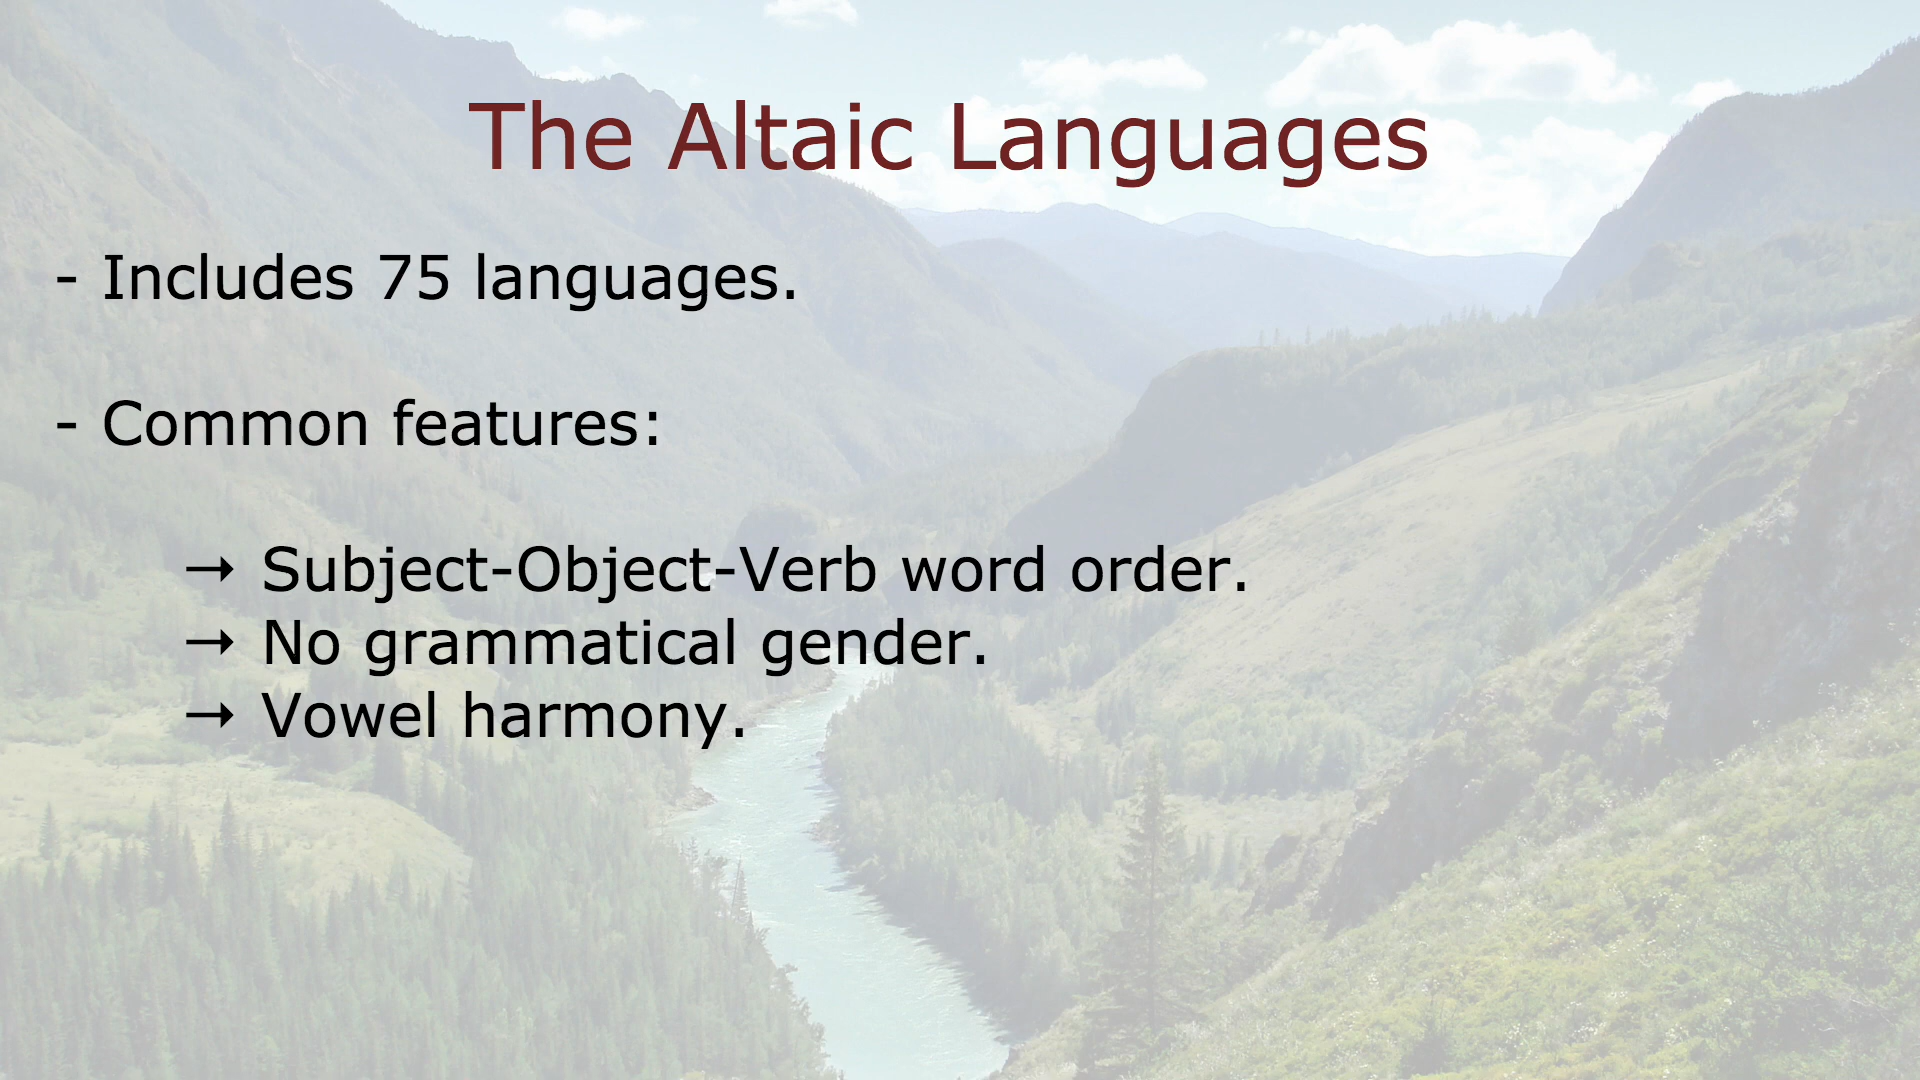 The Altaic Languages
- Includes 75 languages.
- Common features:
→ Subject-Object-Verb word order.
→ No grammatical gender.
→ Vowel harmony.